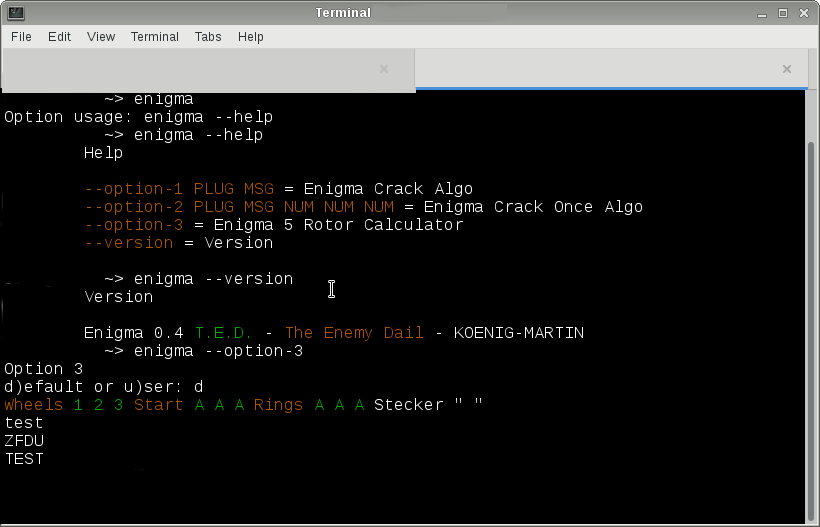 Terminal
File Edit View Terminal Tabs Help
~> enigma
Option usage: enigma --help
~> enigma --help
Help
--option-1 PLUG MSG = Enigma Crack Algo
--option-2 PLUG MSG NUM NUM NUM = Enigma Crack Once Algo
--option-3 = Enigma 5 Rotor Calculator
--version = Version
~> enigma --version
Version
Enigma 0.4 T.E.D. - The Enemy Dail - KOENIG-MARTIN
~> enigma --option-3
Option 3
d)efault or u)ser: d
Wheels 1 2 3 Start A A A Rings A A A Stecker " "
test
ZFDU
TEST